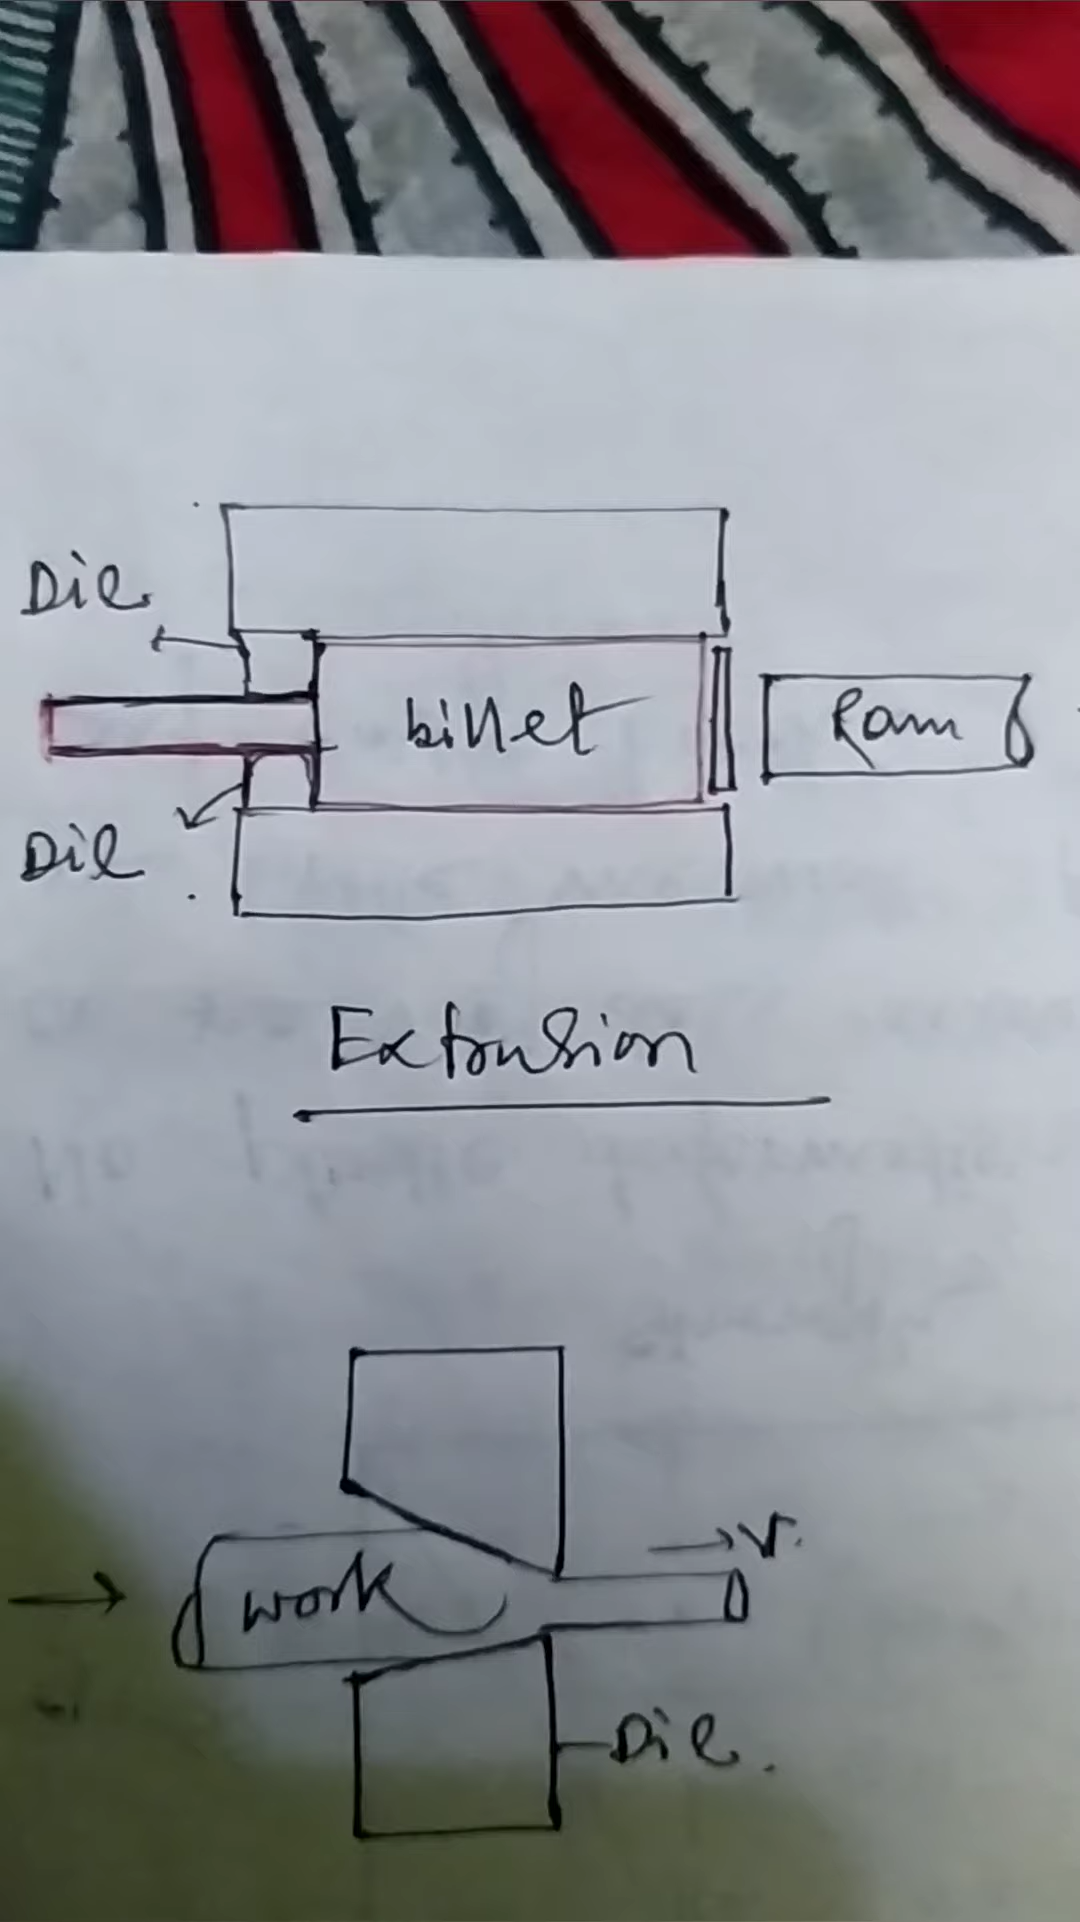 Die
billet
Ram
Die
Extrusion
work
V.
Die.